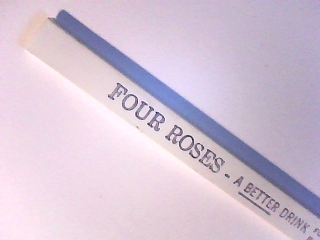 FOUR ROSES - A BETTER DRINK